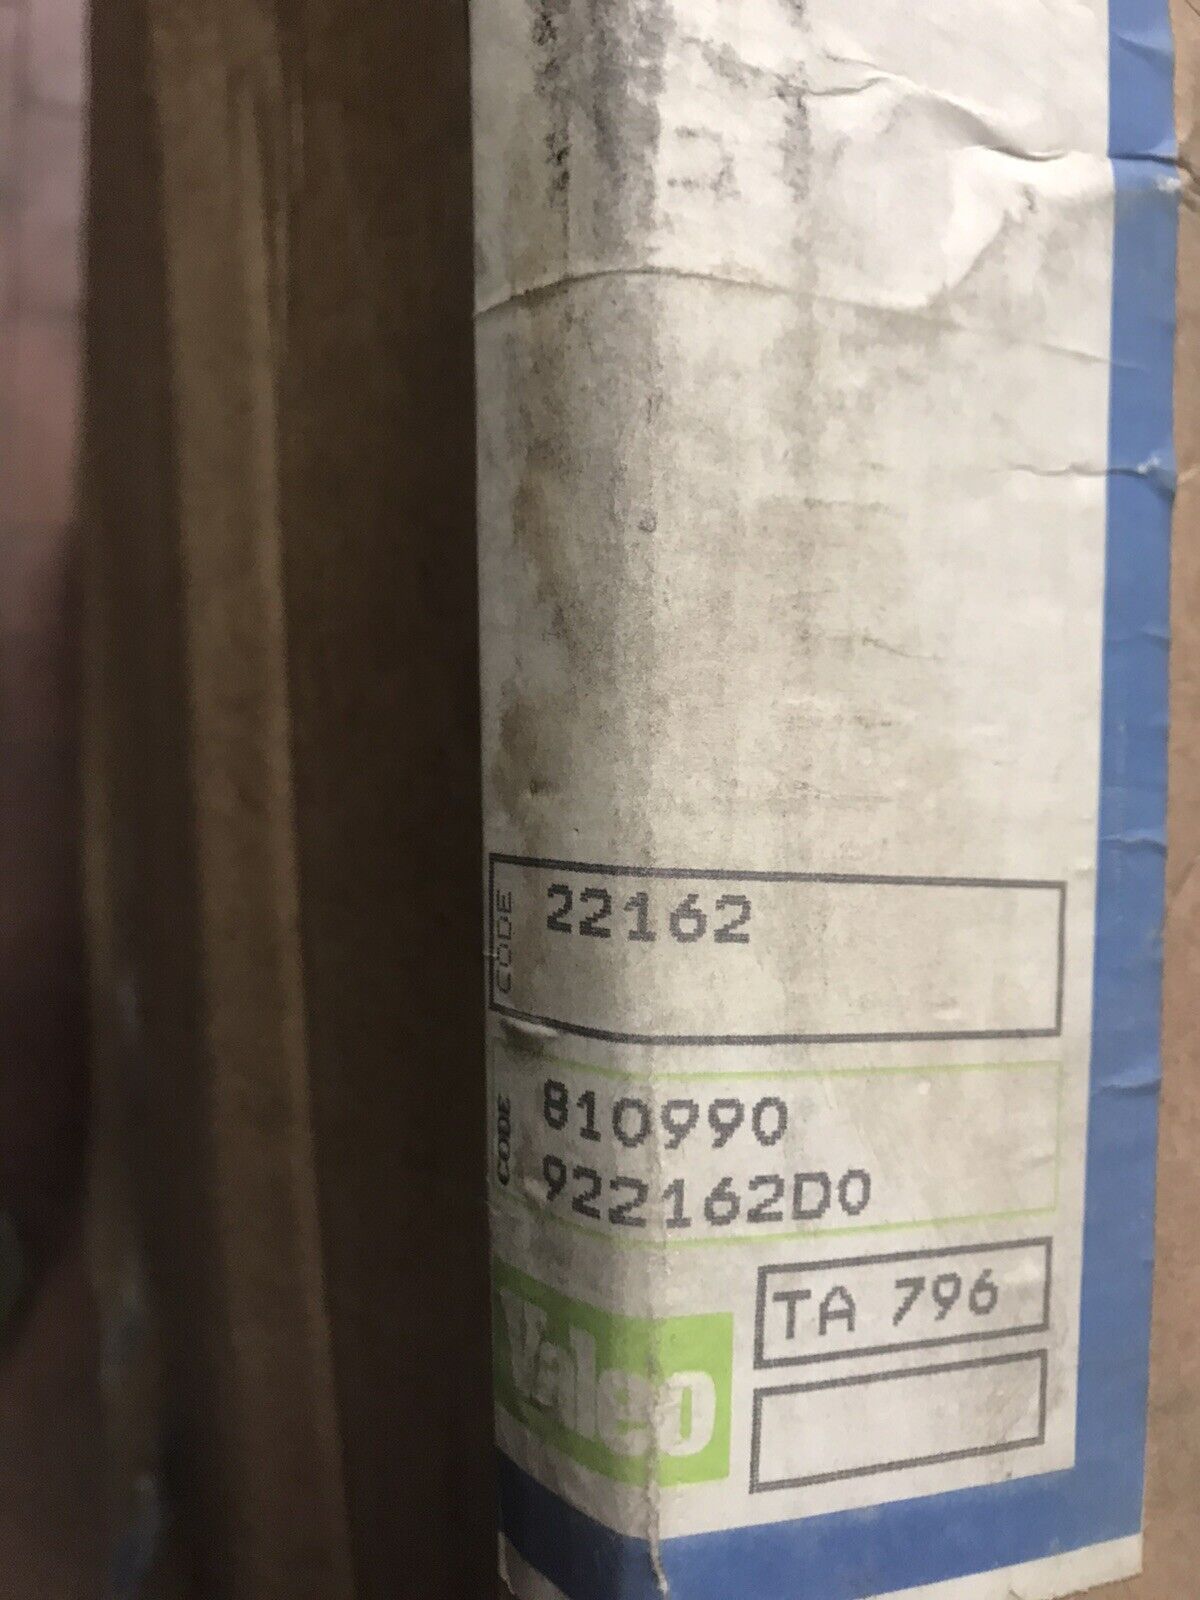 CODE 22162
CODE 810990
922162D0
TA 796
Valeo